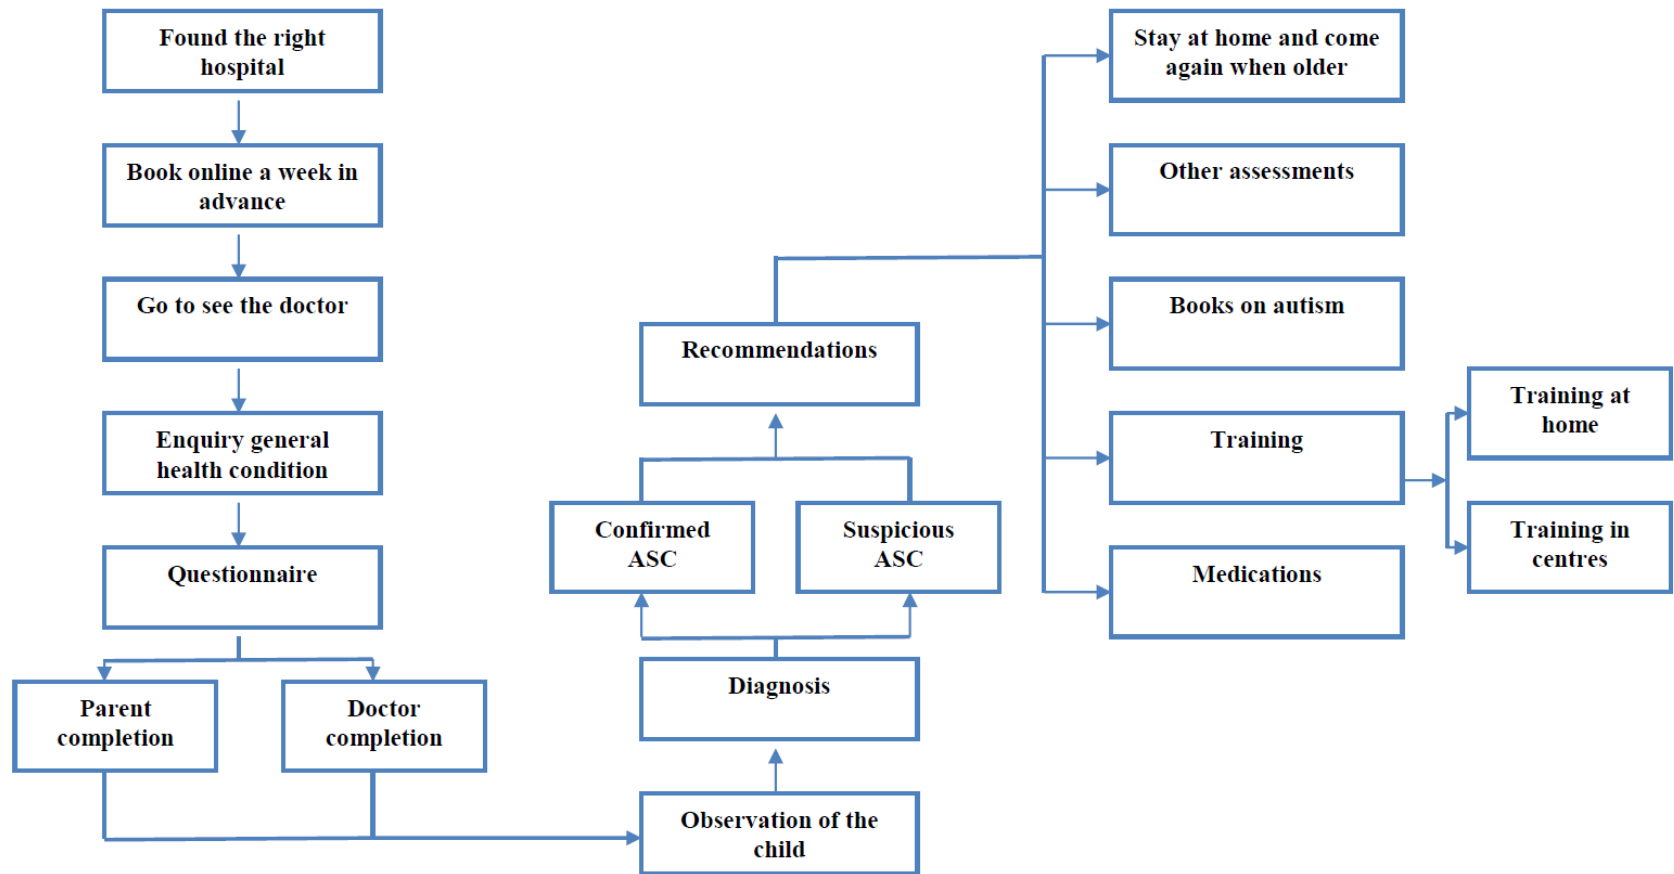 Found the right
hospital
Book online a week in
advance
Go to see the doctor
Enquiry general
health condition
Questionnaire
Parent
completion
Doctor
completion
Observation of the
child
Diagnosis
Confirmed
ASC
Suspicious
ASC
Recommendations
Stay at home and come
again when older
Other assessments
Books on autism
Training
Training at
home
Training in
centres
Medications